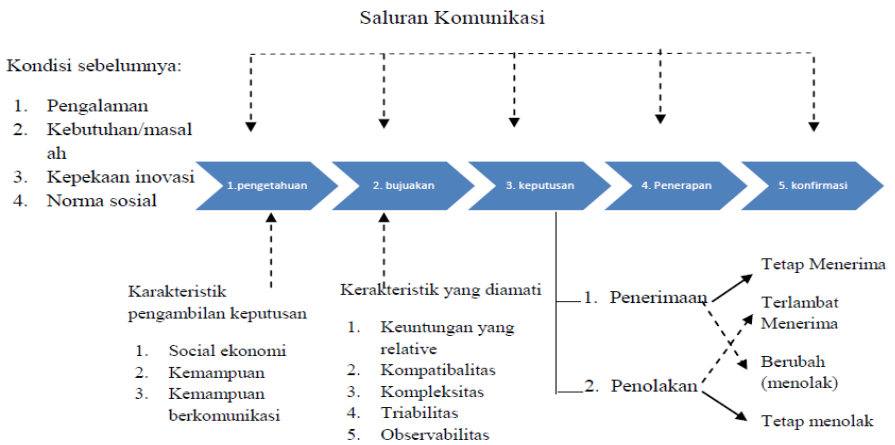 Saluran Komunikasi
Kondisi sebelumnya:
1. Pengalaman
2. Kebutuhan/masal
ah
3. Kepekaan inovasi
4. Norma sosial
1.pengetahuan
2. bujuakan
3. keputusan
4. Penerapan
5. konfirmasi
Karakteristik
pengambilan keputusan
1. Social ekonomi
2. Kemampuan
3. Kemampuan
berkomunikasi
Kerakteristik yang diamati
1. Keuntungan yang
relative
2. Kompatibalitas
3. Kompleksitas
4. Triabilitas
5. Observabilitas
1. Penerimaan
2. Penolakan
Tetap Menerima
Terlambat
Menerima
Berubah
(menolak)
Tetap menolak